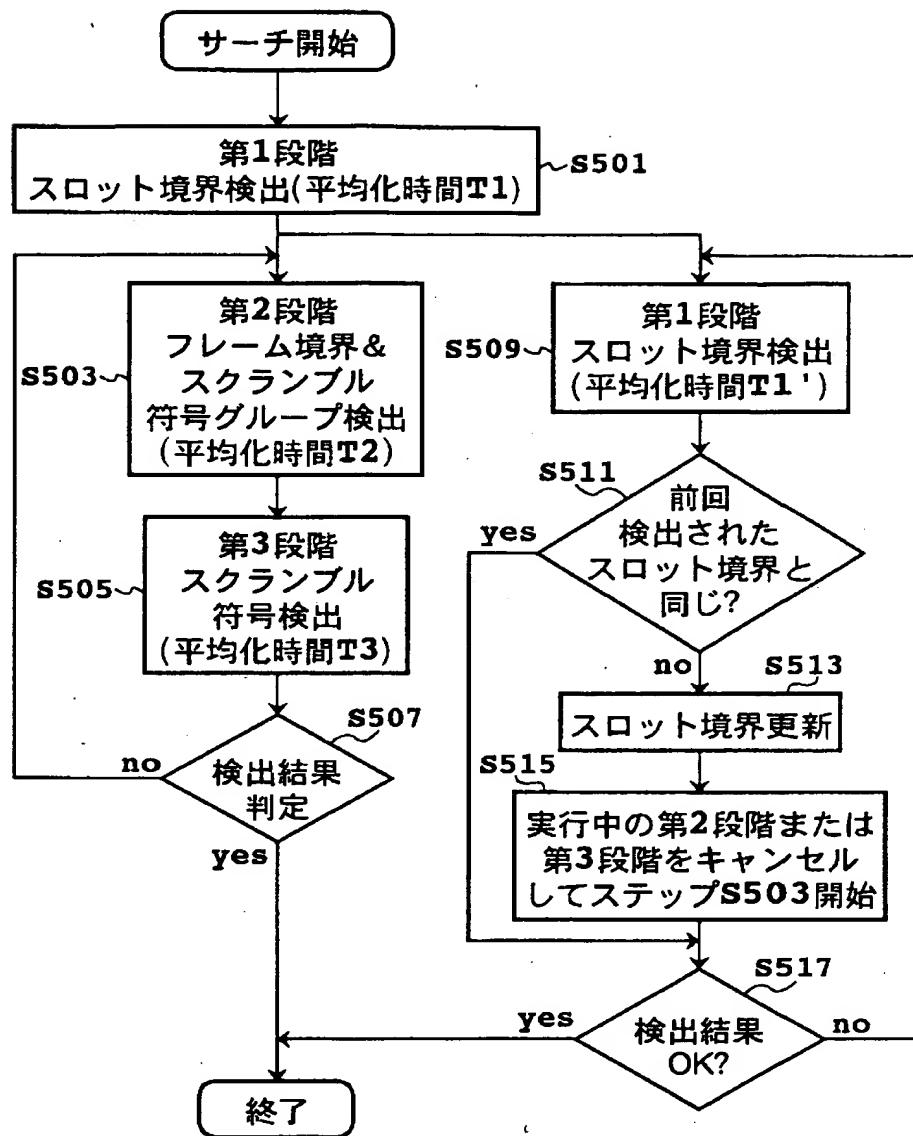 サーチ開始
第1段階
スロット境界検出(平均化時間T1)
S501
第2段階
フレーム境界&
スクランブル
符号グループ検出
(平均化時間T2)
S503
第3段階
スクランブル
符号検出
(平均化時間T3)
S505
検出結果
判定
S507
no
yes
第1段階
スロット境界検出
(平均化時間T1')
S509
前回
検出された
スロット境界と
同じ?
S511
yes
no
スロット境界更新
S513
実行中の第2段階または
第3段階をキャンセル
してステップS503開始
S515
検出結果
OK?
S517
yes
no
終了